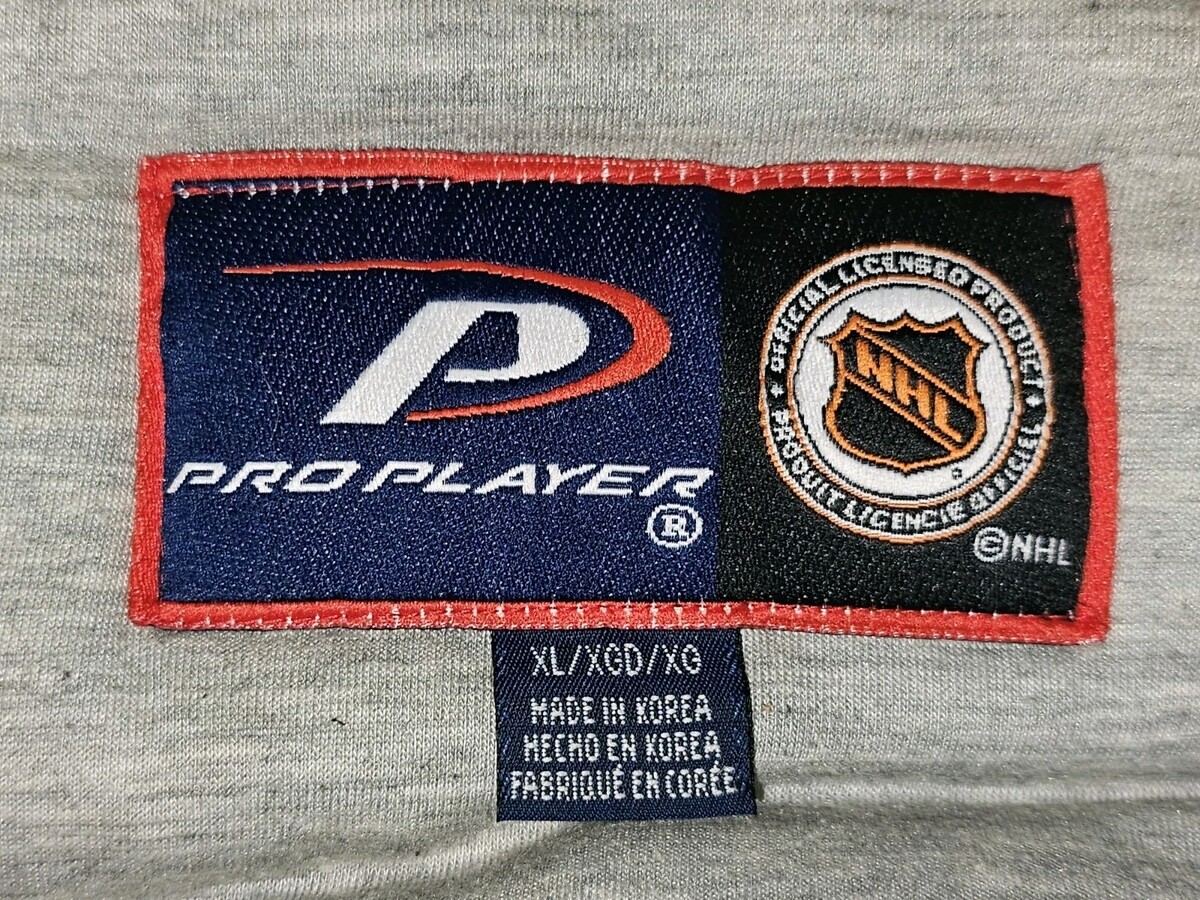 P
PRO PLAYER
®
OFFICIAL LICENSED PRODUCT
NHL
PRODUIT LICENCIE OFFICIEL
©NHL
XL/XGD/XG
MADE IN KOREA
HECHO EN KOREA
FABRIQUÉ EN CORÉE